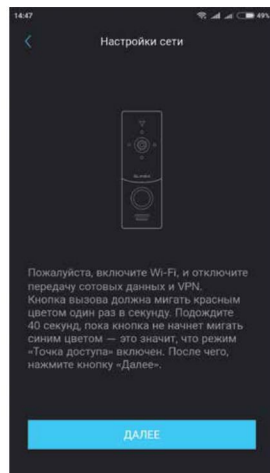 14:47
49%
Настройки сети
SLINEX
Пожалуйста, включите Wi-Fi, и отключите
передачу сотовых данных и VPN.
Кнопка вызова должна мигать красным
цветом один раз в секунду. Подождите
40 секунд, пока кнопка не начнет мигать
синим цветом — это значит, что режим
«Точка доступа» включен. После чего,
нажмите кнопку «Далее».
ДАЛЕЕ